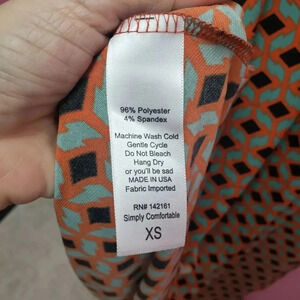 96% Polyester
4% Spandex
Machine Wash Cold
Gentle Cycle
Do Not Bleach
Hang Dry
or you'll be sad
MADE IN USA
Fabric Imported
RN# 142161
Simply Comfortable
XS